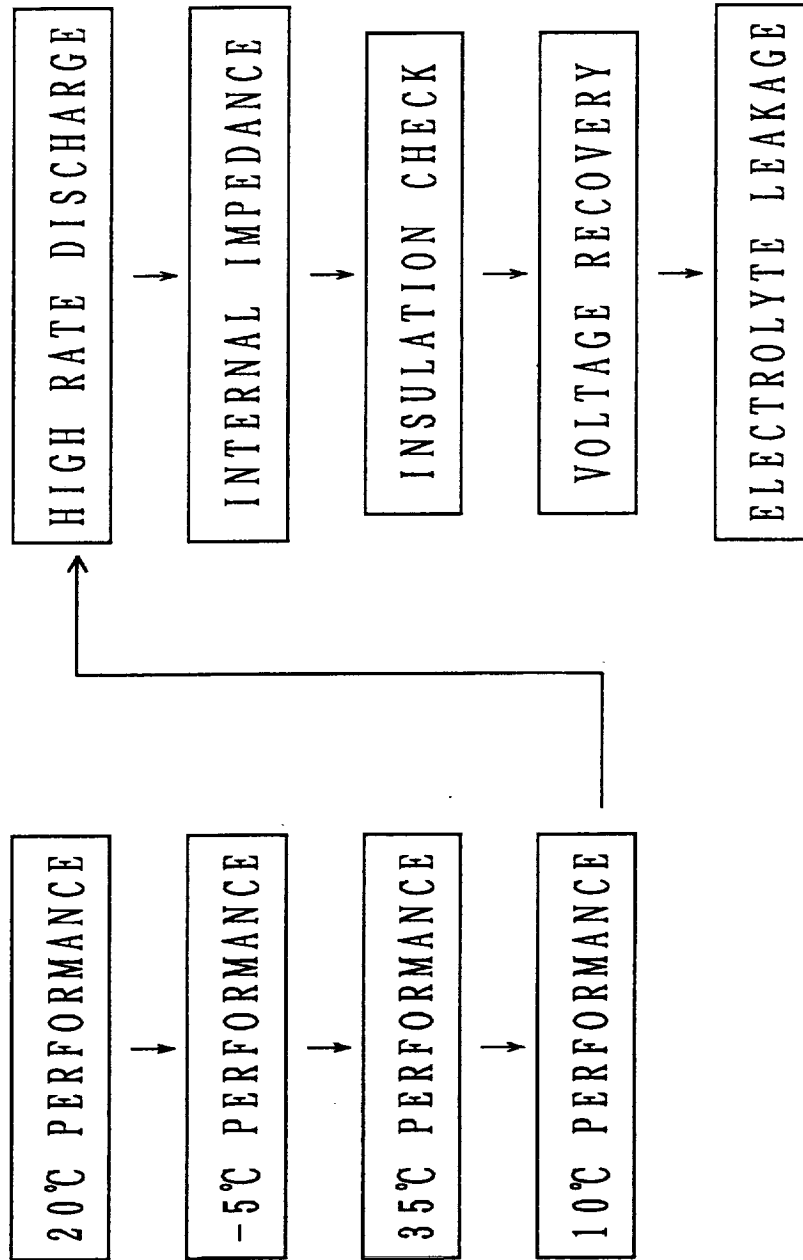 20℃ PERFORMANCE
-5℃ PERFORMANCE
35℃ PERFORMANCE
10℃ PERFORMANCE
HIGH RATE DISCHARGE
INTERNAL IMPEDANCE
INSULATION CHECK
VOLTAGE RECOVERY
ELECTROLYTE LEAKAGE